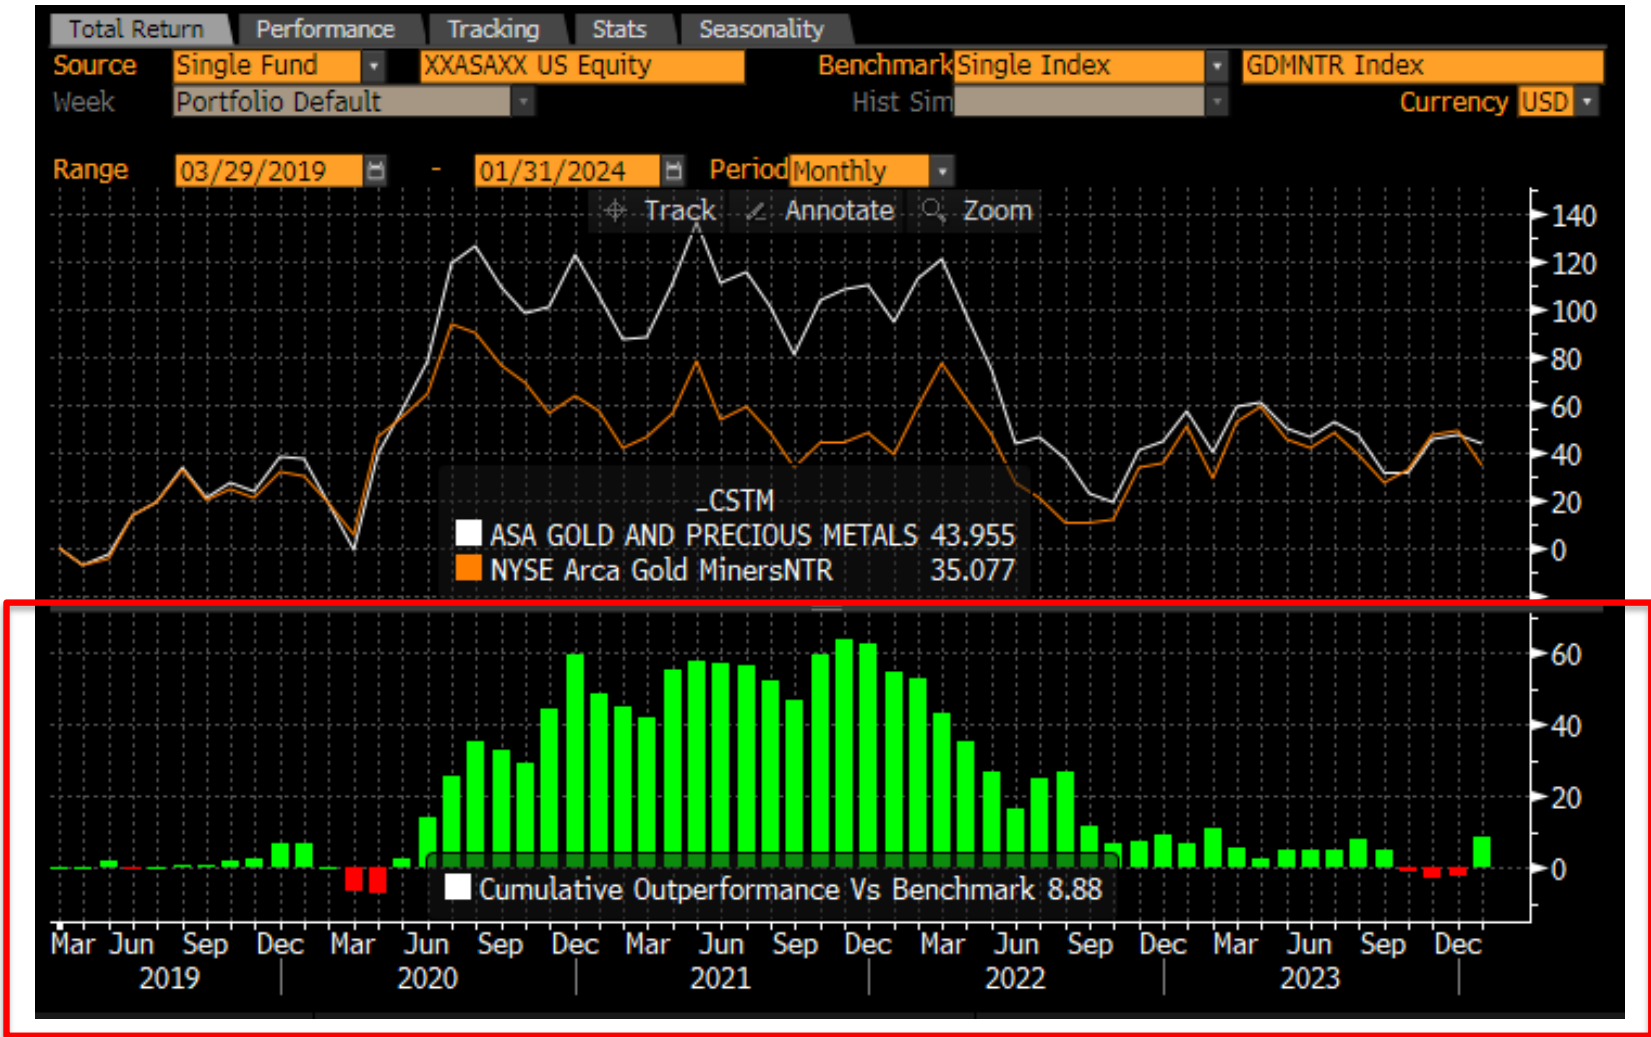 Total Return Performance Tracking Stats Seasonality
Source Single Fund XXASAXX US Equity Benchmark Single Index GDMNTR Index
Week Portfolio Default Hist Sim Currency USD
Range 03/29/2019 - 01/31/2024 Period Monthly
Track Annotate Zoom
140
120
100
80
60
40
20
0
_CSTM
ASA GOLD AND PRECIOUS METALS 43.955
NYSE Arca Gold MinersNTR 35.077
60
40
20
0
Cumulative Outperformance Vs Benchmark 8.88
Mar Jun Sep Dec Mar Jun Sep Dec Mar Jun Sep Dec Mar Jun Sep Dec Mar Jun Sep Dec
2019 2020 2021 2022 2023